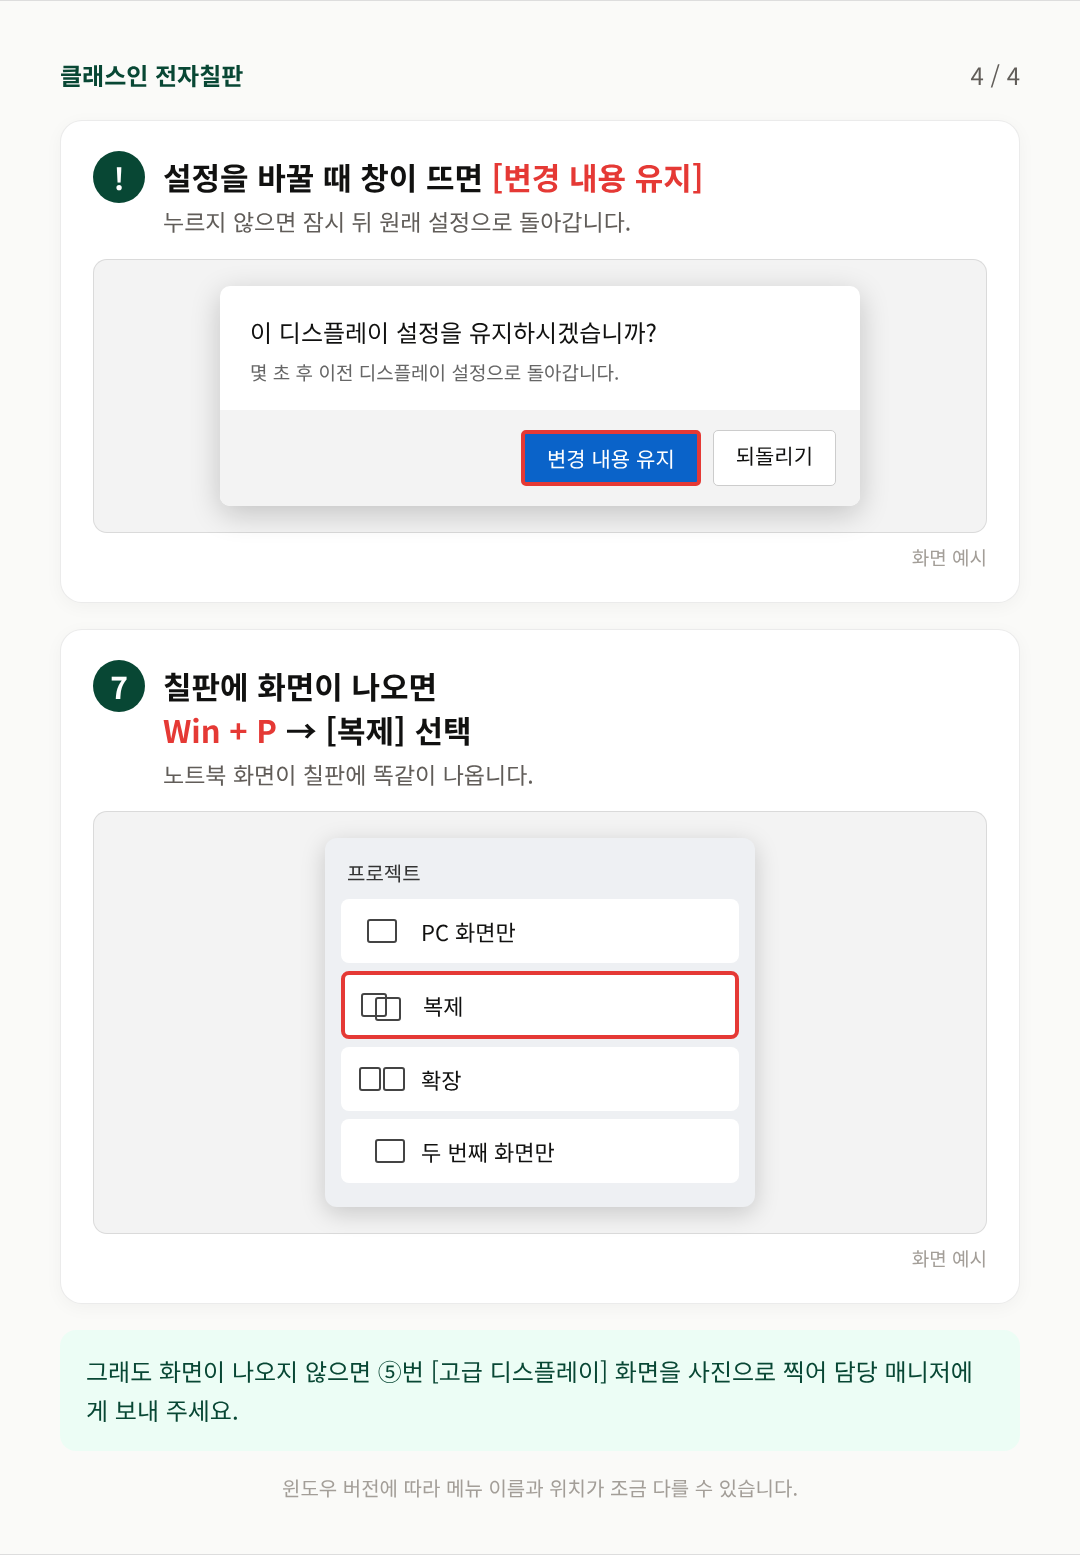 클래스인 전자칠판
4 / 4
! 설정을 바꿀 때 창이 뜨면 [변경 내용 유지]
누르지 않으면 잠시 뒤 원래 설정으로 돌아갑니다.
이 디스플레이 설정을 유지하시겠습니까?
몇 초 후 이전 디스플레이 설정으로 돌아갑니다.
변경 내용 유지
되돌리기
화면 예시
7 칠판에 화면이 나오면
Win + P → [복제] 선택
노트북 화면이 칠판에 똑같이 나옵니다.
프로젝트
PC 화면만
복제
확장
두 번째 화면만
화면 예시
그래도 화면이 나오지 않으면 ⑤번 [고급 디스플레이] 화면을 사진으로 찍어 담당 매니저에
게 보내 주세요.
윈도우 버전에 따라 메뉴 이름과 위치가 조금 다를 수 있습니다.